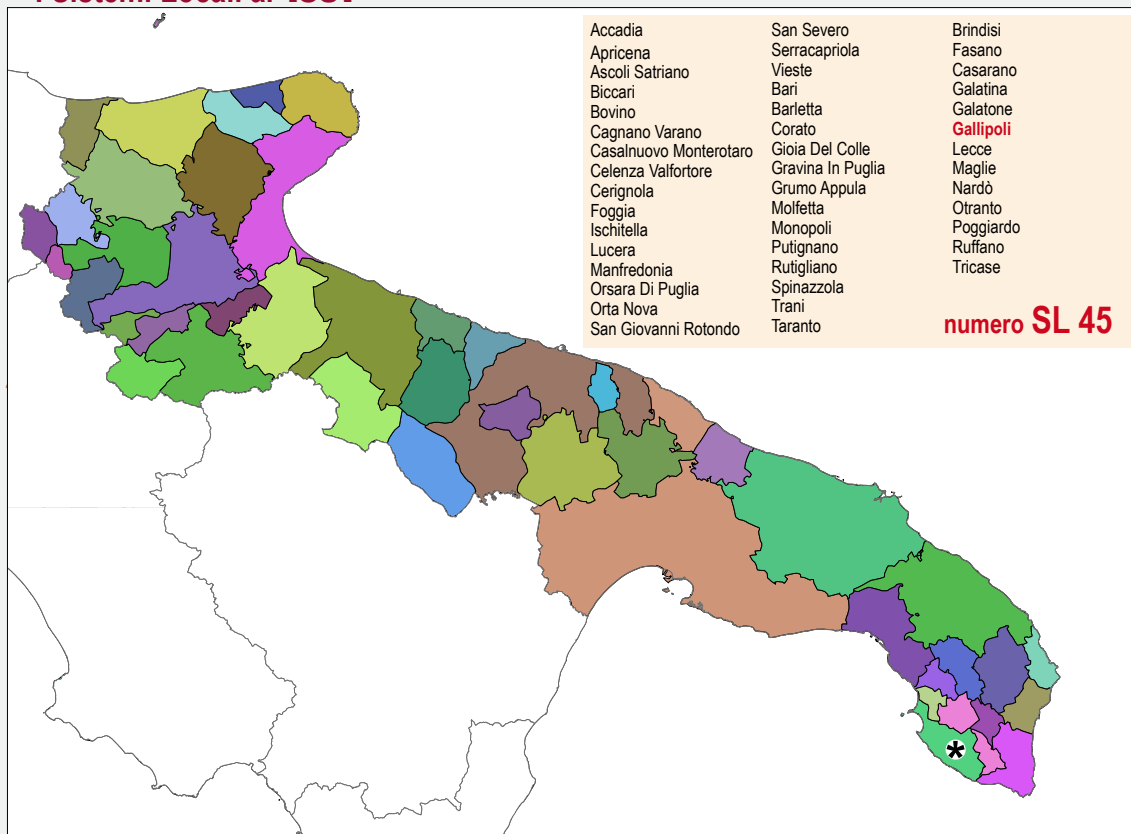 Accadia
Apricena
Ascoli Satriano
Biccari
Bovino
Cagnano Varano
Casalnuovo Monterotaro
Celenza Valfortore
Cerignola
Foggia
Ischitella
Lucera
Manfredonia
Orsara Di Puglia
Orta Nova
San Giovanni Rotondo
San Severo
Serracapriola
Vieste
Bari
Barletta
Corato
Gioia Del Colle
Gravina In Puglia
Grumo Appula
Molfetta
Monopoli
Putignano
Rutigliano
Spinazzola
Trani
Taranto
Brindisi
Fasano
Casarano
Galatina
Galatone
Gallipoli
Lecce
Maglie
Nardò
Otranto
Poggiardo
Ruffano
Tricase
numero SL 45
*